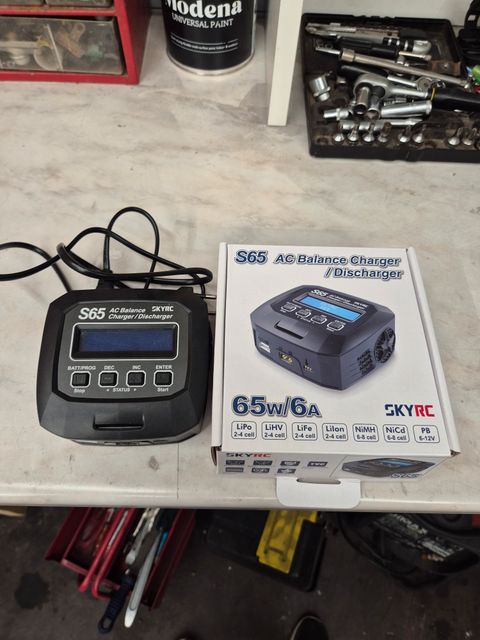 Modena
UNIVERSAL PAINT
S65 AC Balance Charger
/Discharger
S65 AC Balance SKYRC
Charger/Discharger
BATT/PROG DEC INC ENTER
Stop ◂ STATUS ▸ Start
S65
65W/6A
SKYRC
LiPo LiHV LiFe LiIon NiMH NiCd PB
2-4 cell 2-4 cell 2-4 cell 2-4 cell 6-8 cell 6-8 cell 6-12V
SKYRC
S65